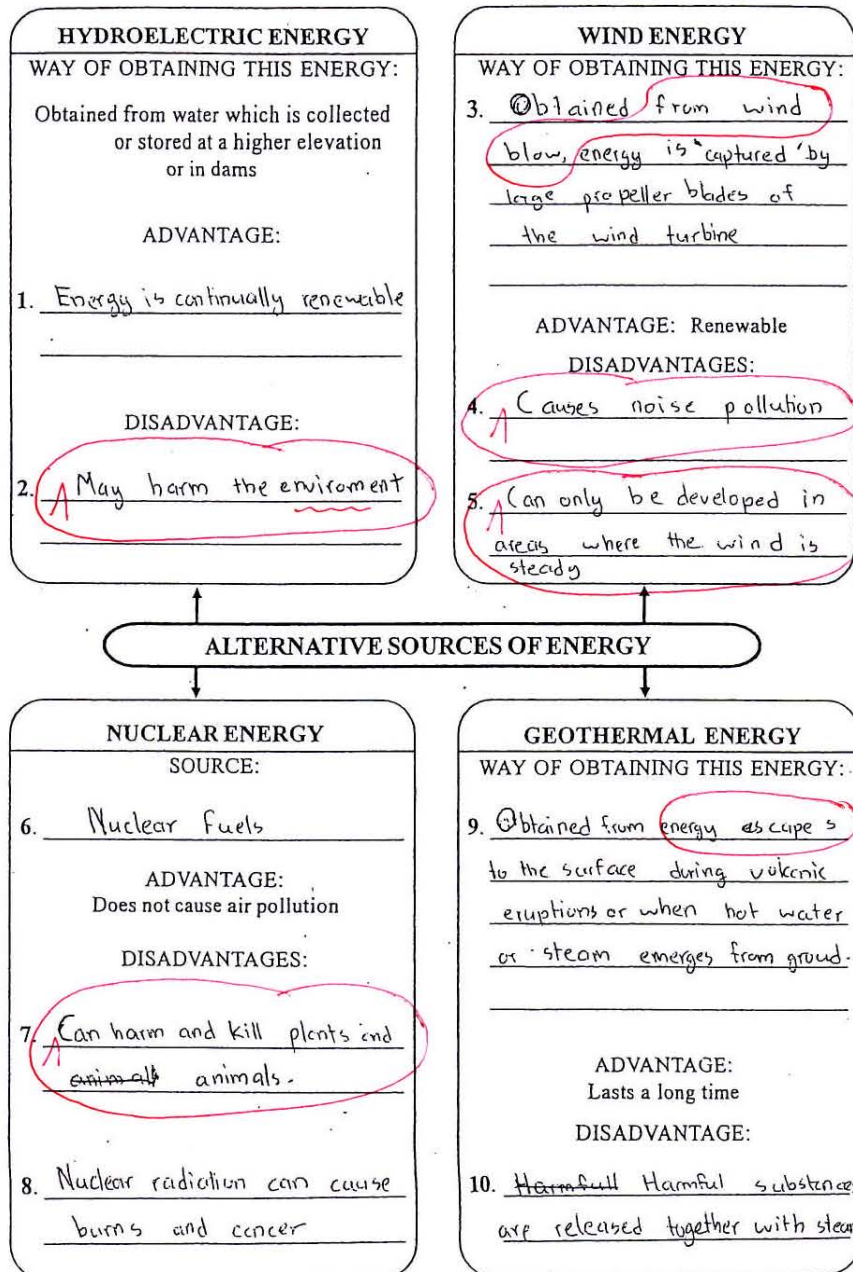 HYDROELECTRIC ENERGY
WAY OF OBTAINING THIS ENERGY:
Obtained from water which is collected
or stored at a higher elevation
or in dams
ADVANTAGE:
1. Energy is continually renewable
DISADVANTAGE:
2. May harm the enviroment
WIND ENERGY
WAY OF OBTAINING THIS ENERGY:
3. Obtained from wind
blow, energy is 'captured' by
large propeller blades of
the wind turbine
ADVANTAGE: Renewable
DISADVANTAGES:
4. Causes noise pollution
5. Can only be developed in
areas where the wind is
steady
ALTERNATIVE SOURCES OF ENERGY
NUCLEAR ENERGY
SOURCE:
6. Nuclear fuels
ADVANTAGE:
Does not cause air pollution
DISADVANTAGES:
7. Can harm and kill plants and
animals animals.
8. Nuclear radiation can cause
burns and cancer
GEOTHERMAL ENERGY
WAY OF OBTAINING THIS ENERGY:
9. Obtained from energy escapes
to the surface during volcanic
eruptions or when hot water
or steam emerges from groud.
ADVANTAGE:
Lasts a long time
DISADVANTAGE:
10. Harmfull Harmful substance
are released together with steam